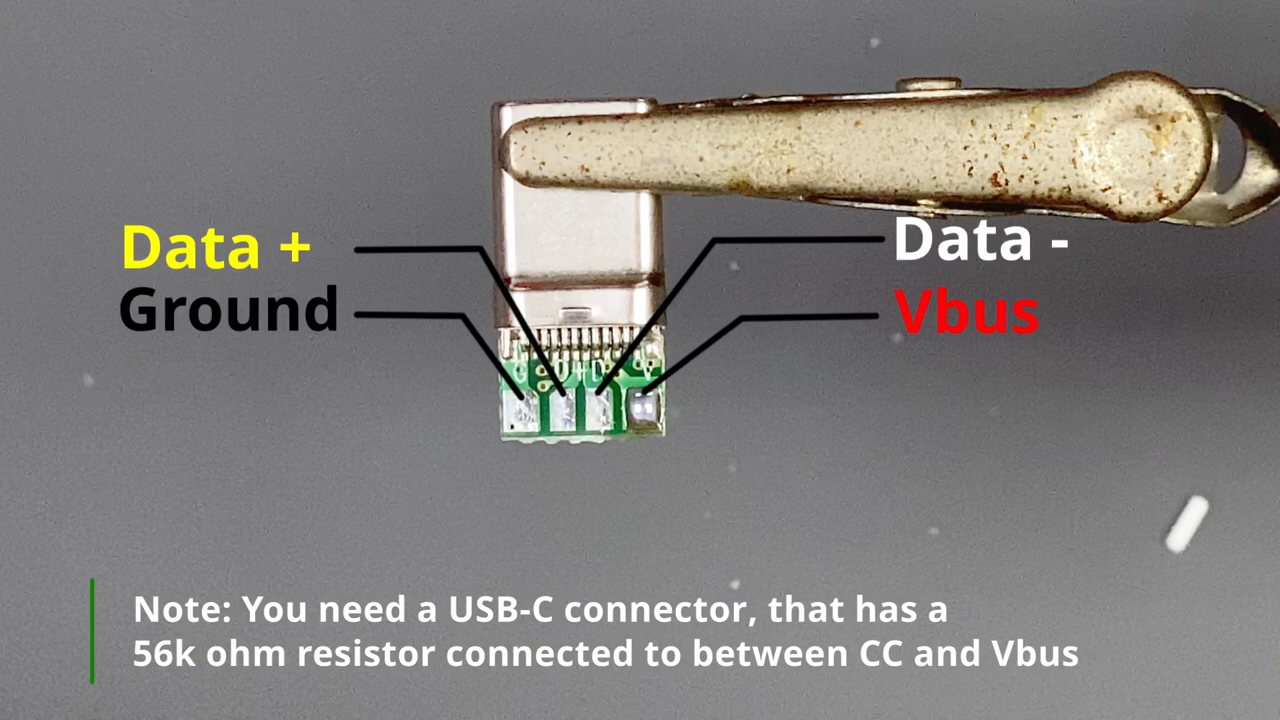 Data +
Ground
Data -
Vbus
G D+ D- V
Note: You need a USB-C connector, that has a
56k ohm resistor connected to between CC and Vbus